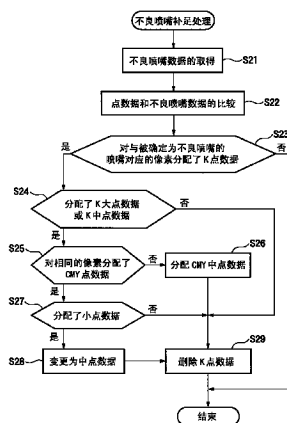 不良喷嘴补足处理
S21
不良喷嘴数据的取得
S22
点数据和不良喷嘴数据的比较
S23
对与被确定为不良喷嘴的
喷嘴对应的像素分配了K点数据
是
否
S24
分配了K大点数据
或K中点数据
否
是
S25
S26
对相同的像素分配了
CMY点数据
否
分配CMY中点数据
是
S27
分配了小点数据
否
是
S28
变更为中点数据
S29
删除K点数据
结束